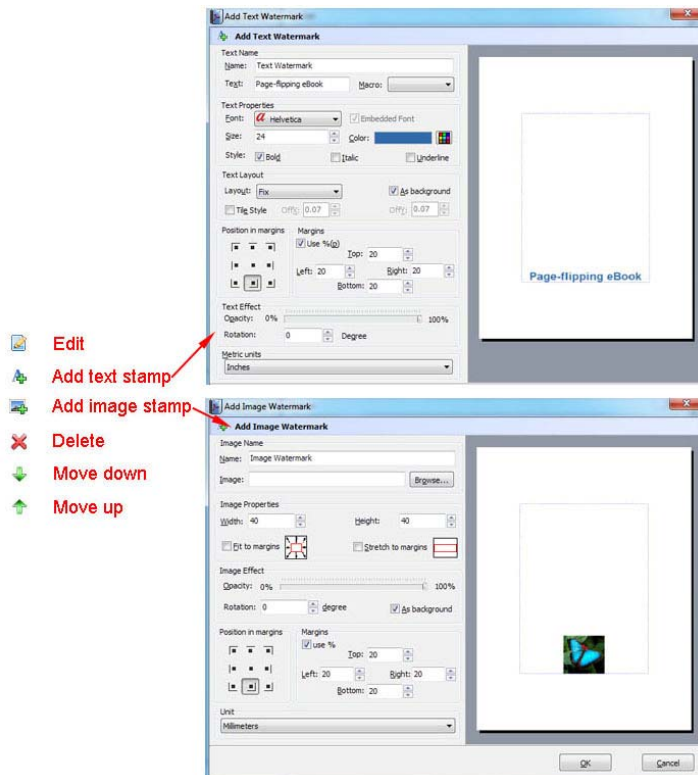 Add Text Watermark
Add Text Watermark
Text Name
Name: Text Watermark
Text: Page-flipping eBook Macro:
Text Properties
Font: a Helvetica Embedded Font
Size: 24 Color:
Style: Bold Italic Underline
Text Layout
Layout: Fix As background
Tile Style OffX: 0.07 OffY: 0.07
Position in margins Margins
Use %(p)
Top: 20
Left: 20 Right: 20
Bottom: 20
Text Effect
Opacity: 0% 100%
Rotation: 0 Degree
Metric units
Inches
Page-flipping eBook
Edit
Add text stamp
Add image stamp
Delete
Move down
Move up
Add Image Watermark
Add Image Watermark
Image Name
Name: Image Watermark
Image: Browse...
Image Properties
Width: 40 Height: 40
Fit to margins Stretch to margins
Image Effect
Opacity: 0% 100%
Rotation: 0 degree As background
Position in margins Margins
use %
Top: 20
Left: 20 Right: 20
Bottom: 20
Unit
Millimeters
OK Cancel